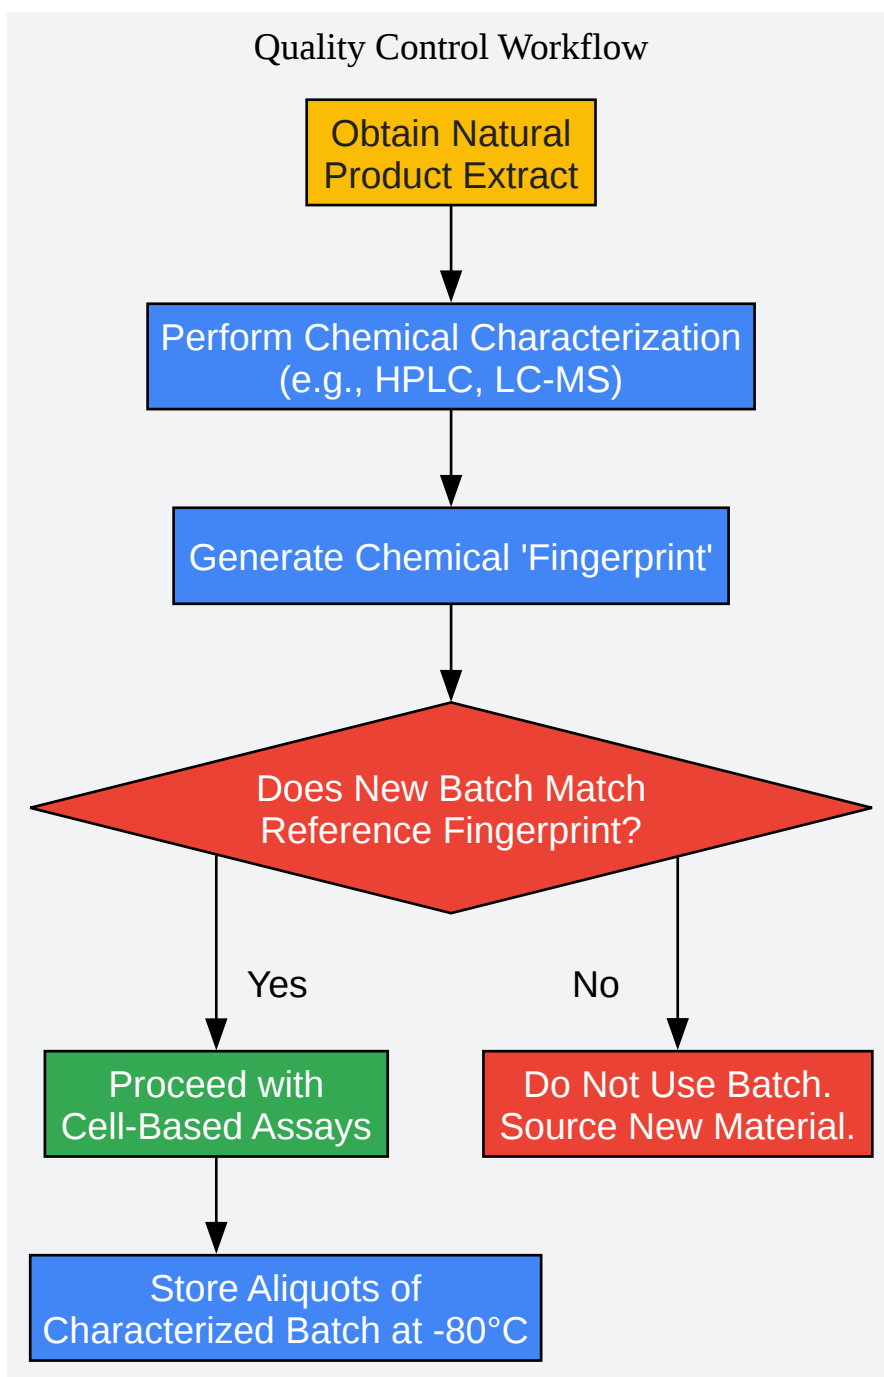 Quality Control Workflow
Obtain Natural
Product Extract
Perform Chemical Characterization
(e.g., HPLC, LC-MS)
Generate Chemical 'Fingerprint'
Does New Batch Match
Reference Fingerprint?
Yes
No
Proceed with
Cell-Based Assays
Do Not Use Batch.
Source New Material.
Store Aliquots of
Characterized Batch at -80°C